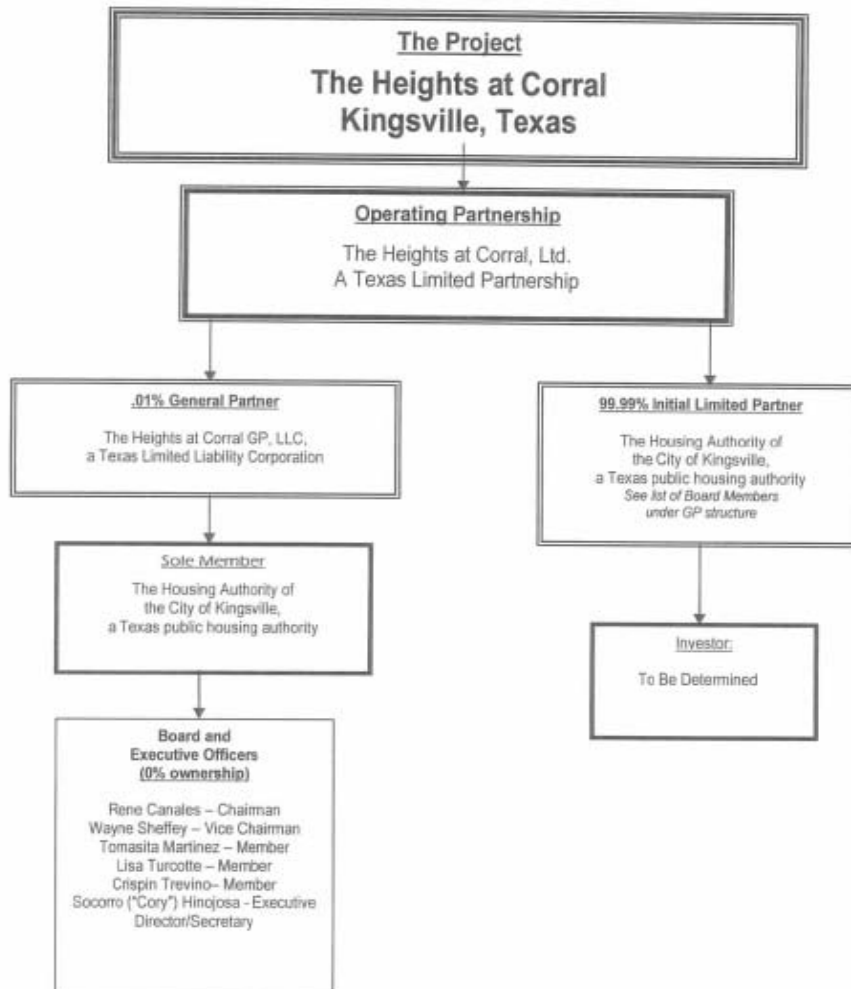 The Project
The Heights at Corral
Kingsville, Texas
Operating Partnership
The Heights at Corral, Ltd.
A Texas Limited Partnership
.01% General Partner
The Heights at Corral GP, LLC,
a Texas Limited Liability Corporation
99.99% Initial Limited Partner
The Housing Authority of
the City of Kingsville,
a Texas public housing authority
See list of Board Members
under GP structure
Sole Member
The Housing Authority of
the City of Kingsville,
a Texas public housing authority
Investor:
To Be Determined
Board and
Executive Officers
(0% ownership)
Rene Canales – Chairman
Wayne Sheffey – Vice Chairman
Tomasita Martinez – Member
Lisa Turcotte – Member
Crispin Trevino– Member
Socorro ("Cory") Hinojosa - Executive
Director/Secretary